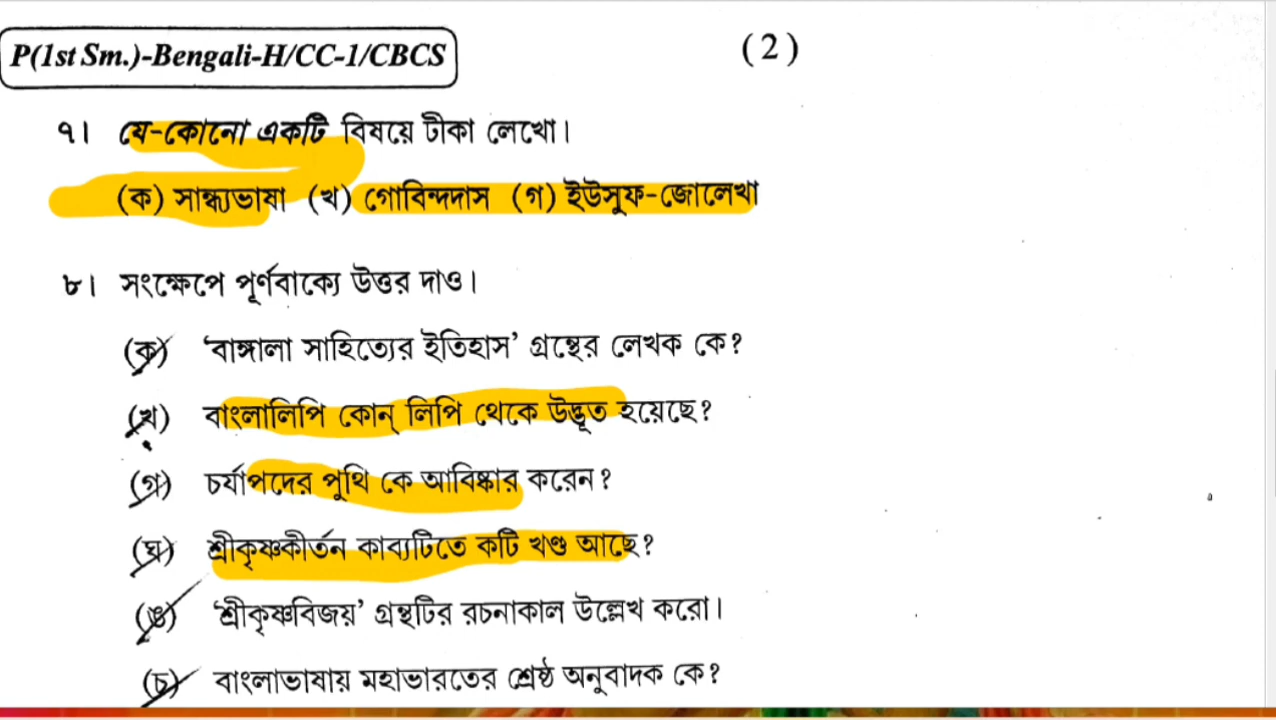 P(1st Sm.)-Bengali-H/CC-1/CBCS (2)
৭। যে-কোনো একটি বিষয়ে টীকা লেখো।
(ক) সান্ধ্যভাষা (খ) গোবিন্দদাস (গ) ইউসুফ-জোলেখা
৮। সংক্ষেপে পূর্ণবাক্যে উত্তর দাও।
(ক) ‘বাঙ্গালা সাহিত্যের ইতিহাস’ গ্রন্থের লেখক কে?
(খ) বাংলালিপি কোন্ লিপি থেকে উদ্ভূত হয়েছে?
(গ) চর্যাপদের পুথি কে আবিষ্কার করেন?
(ঘ) শ্রীকৃষ্ণকীর্তন কাব্যটিতে কটি খণ্ড আছে?
(ঙ) ‘শ্রীকৃষ্ণবিজয়’ গ্রন্থটির রচনাকাল উল্লেখ করো।
(চ) বাংলাভাষায় মহাভারতের শ্রেষ্ঠ অনুবাদক কে?